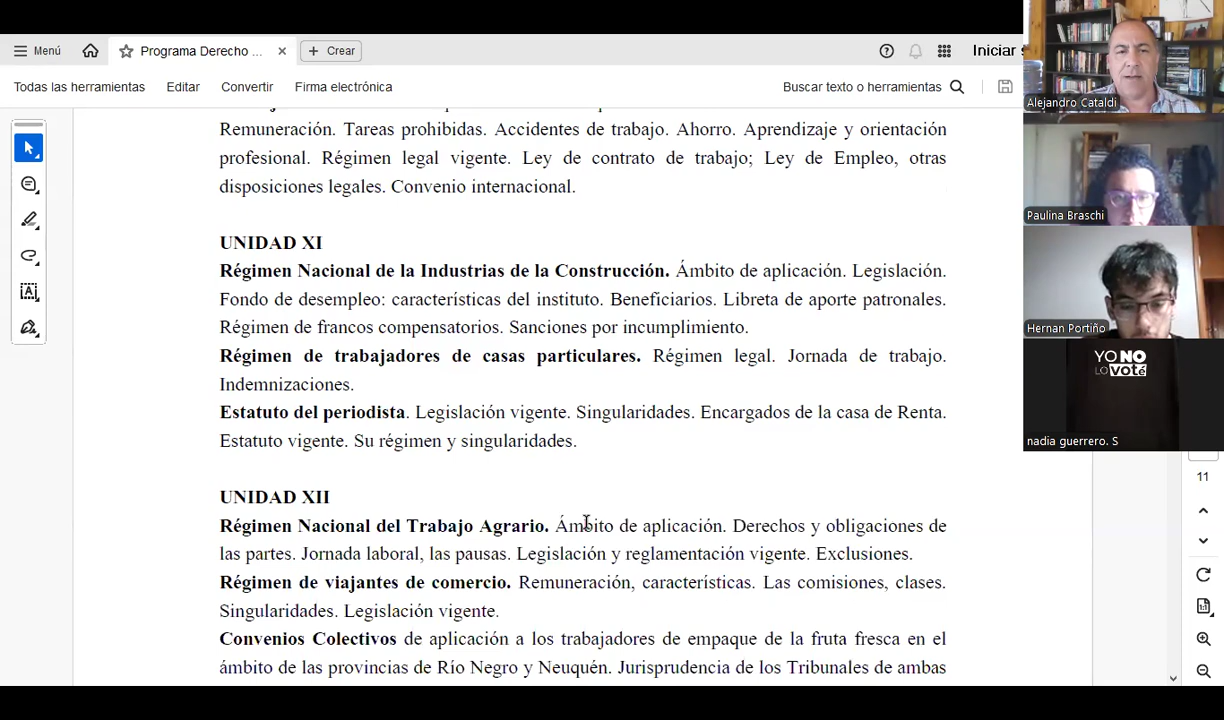 Menú
Programa Derecho ...
Crear
Iniciar s
Todas las herramientas
Editar
Convertir
Firma electrónica
Buscar texto o herramientas
Remuneración. Tareas prohibidas. Accidentes de trabajo. Ahorro. Aprendizaje y orientación
profesional. Régimen legal vigente. Ley de contrato de trabajo; Ley de Empleo, otras
disposiciones legales. Convenio internacional.
UNIDAD XI
Régimen Nacional de la Industrias de la Construcción. Ámbito de aplicación. Legislación.
Fondo de desempleo: características del instituto. Beneficiarios. Libreta de aporte patronales.
Régimen de francos compensatorios. Sanciones por incumplimiento.
Régimen de trabajadores de casas particulares. Régimen legal. Jornada de trabajo.
Indemnizaciones.
Estatuto del periodista. Legislación vigente. Singularidades. Encargados de la casa de Renta.
Estatuto vigente. Su régimen y singularidades.
UNIDAD XII
Régimen Nacional del Trabajo Agrario. Ámbito de aplicación. Derechos y obligaciones de
las partes. Jornada laboral, las pausas. Legislación y reglamentación vigente. Exclusiones.
Régimen de viajantes de comercio. Remuneración, características. Las comisiones, clases.
Singularidades. Legislación vigente.
Convenios Colectivos de aplicación a los trabajadores de empaque de la fruta fresca en el
ámbito de las provincias de Río Negro y Neuquén. Jurisprudencia de los Tribunales de ambas
Alejandro Cataldi
Paulina Braschi
Hernan Portiño
YO NO
LO voté
nadia guerrero. S
11
1:1